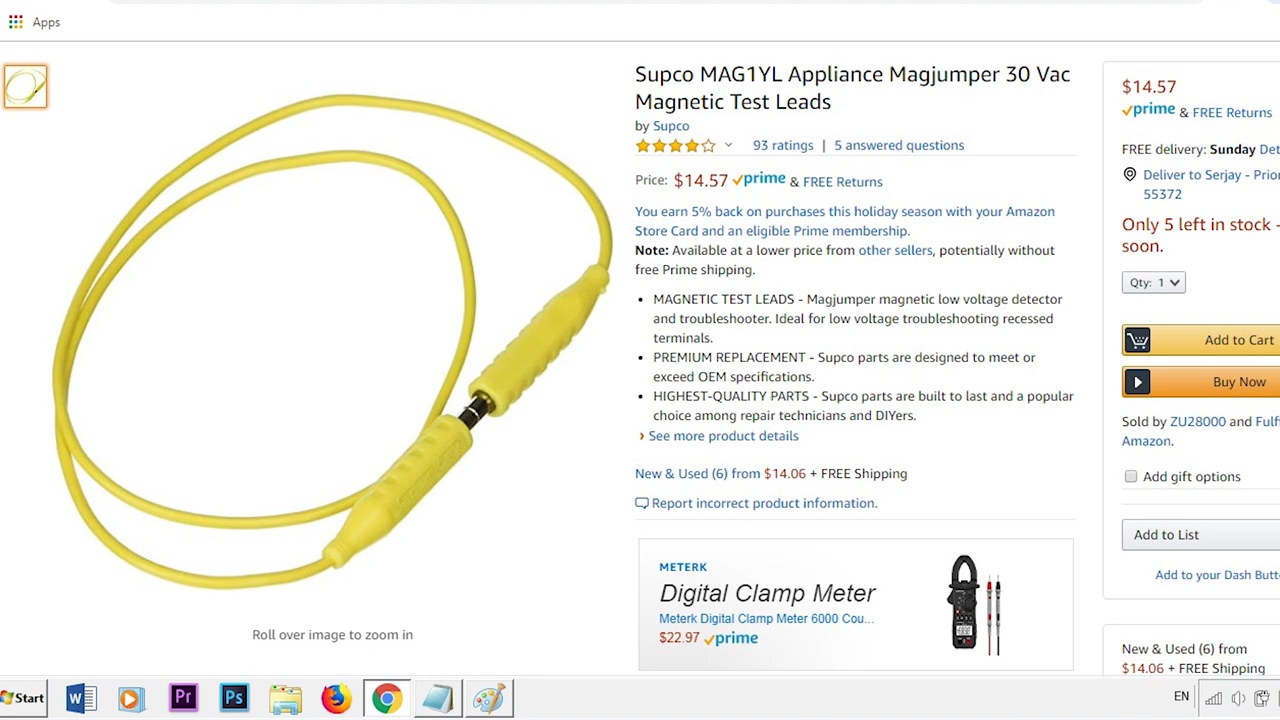 Apps
Supco MAG1YL Appliance Magjumper 30 Vac
Magnetic Test Leads
by Supco
93 ratings | 5 answered questions
Price: $14.57 prime & FREE Returns
You earn 5% back on purchases this holiday season with your Amazon
Store Card and an eligible Prime membership.
Note: Available at a lower price from other sellers, potentially without
free Prime shipping.
• MAGNETIC TEST LEADS - Magjumper magnetic low voltage detector
and troubleshooter. Ideal for low voltage troubleshooting recessed
terminals.
• PREMIUM REPLACEMENT - Supco parts are designed to meet or
exceed OEM specifications.
• HIGHEST-QUALITY PARTS - Supco parts are built to last and a popular
choice among repair technicians and DIYers.
› See more product details
New & Used (6) from $14.06 + FREE Shipping
Report incorrect product information.
METERK
Digital Clamp Meter
Meterk Digital Clamp Meter 6000 Cou...
$22.97 prime
Roll over image to zoom in
$14.57
prime & FREE Returns
FREE delivery: Sunday Det
Deliver to Serjay - Prior
55372
Only 5 left in stock -
soon.
Qty: 1
Add to Cart
Buy Now
Sold by ZU28000 and Fulfi
Amazon.
Add gift options
Add to List
Add to your Dash Butt
New & Used (6) from
$14.06 + FREE Shipping
Start
W
Pr
Ps
EN